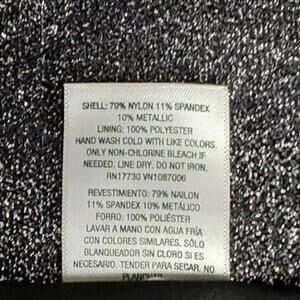 SHELL: 79% NYLON 11% SPANDEX
10% METALLIC
LINING: 100% POLYESTER
HAND WASH COLD WITH LIKE COLORS,
ONLY NON-CHLORINE BLEACH IF
NEEDED. LINE DRY. DO NOT IRON.
RN17730 VN1087006
REVESTIMIENTO: 79% NAILON
11% SPANDEX 10% METÁLICO
FORRO: 100% POLIÉSTER
LAVAR A MANO CON AGUA FRÍA
CON COLORES SIMILARES. SÓLO
BLANQUEADOR SIN CLORO SI ES
NECESARIO. TENDER PARA SECAR. NO
PLANCHAR